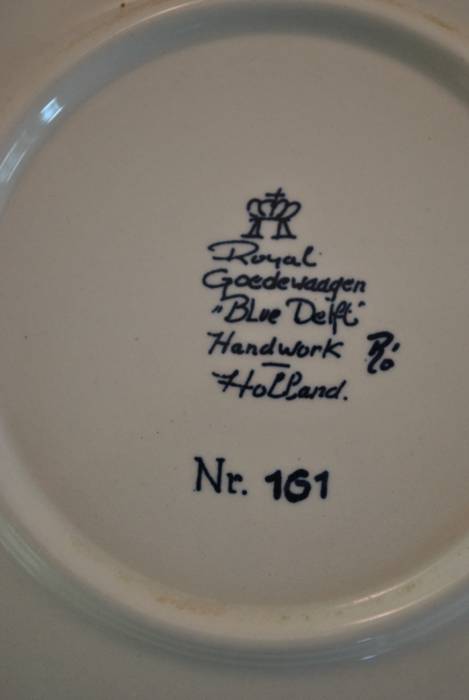 Royal
Goedewaagen
"BLue Delft"
Handwork
Holland.
Nr. 161